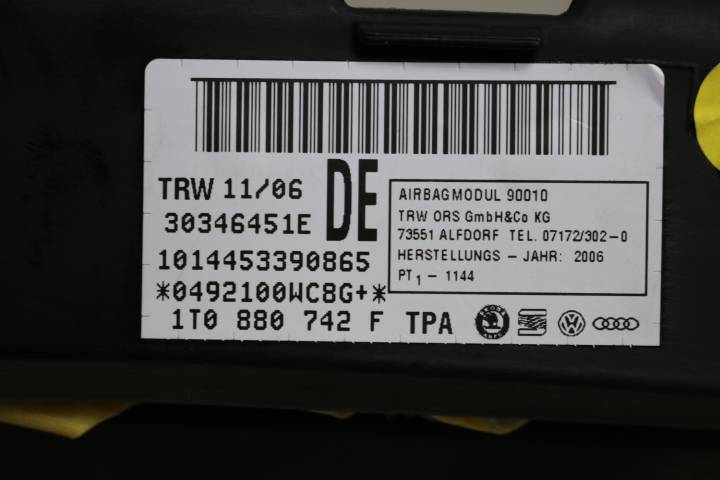 TRW 11/06 DE
30346451E
1014453390865
*0492100WC8G+*
1T0 880 742 F TPA
AIRBAGMODUL 90010
TRW ORS GmbH&Co KG
73551 ALFDORF TEL. 07172/302-0
HERSTELLUNGS - JAHR: 2006
PT1 - 1144